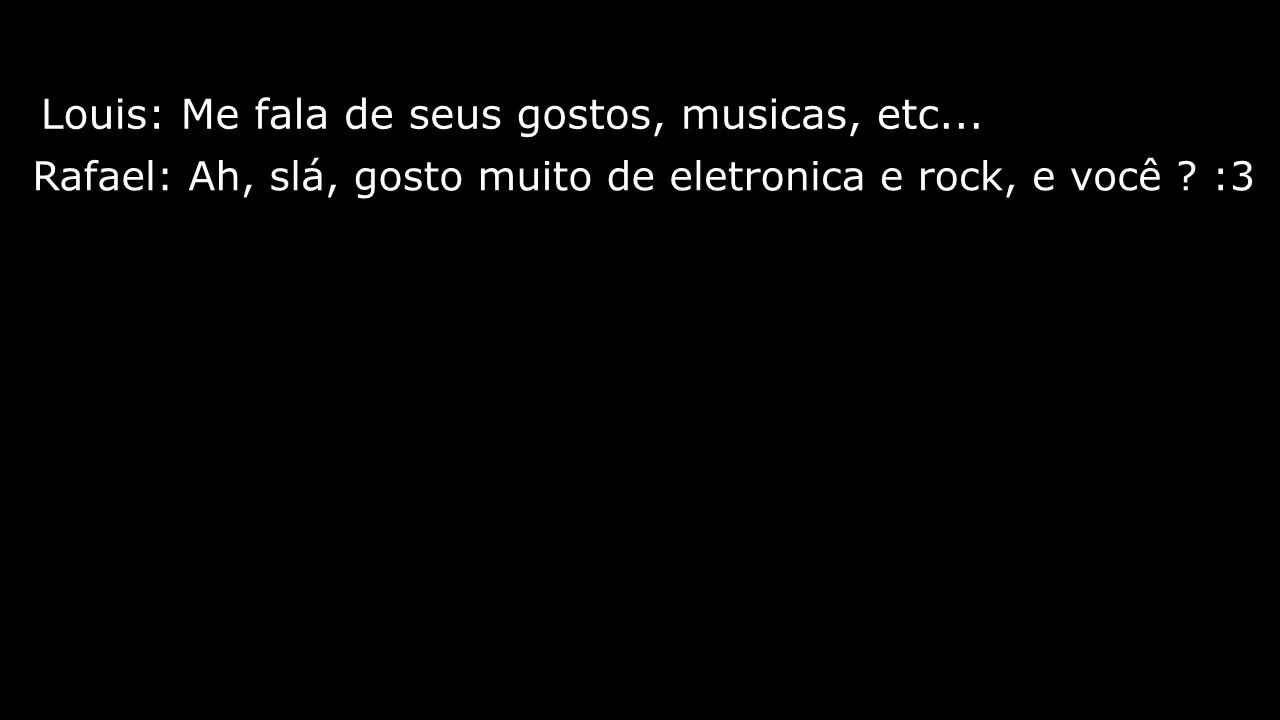 Louis: Me fala de seus gostos, musicas, etc...
Rafael: Ah, slá, gosto muito de eletronica e rock, e você ? :3